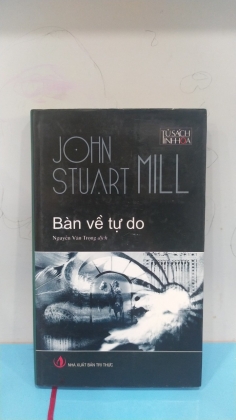 TỦ SÁCH
TINH HOA
JOHN
STUART MILL
Bàn về tự do
Nguyễn Văn Trọng dịch
NHÀ XUẤT BẢN TRI THỨC